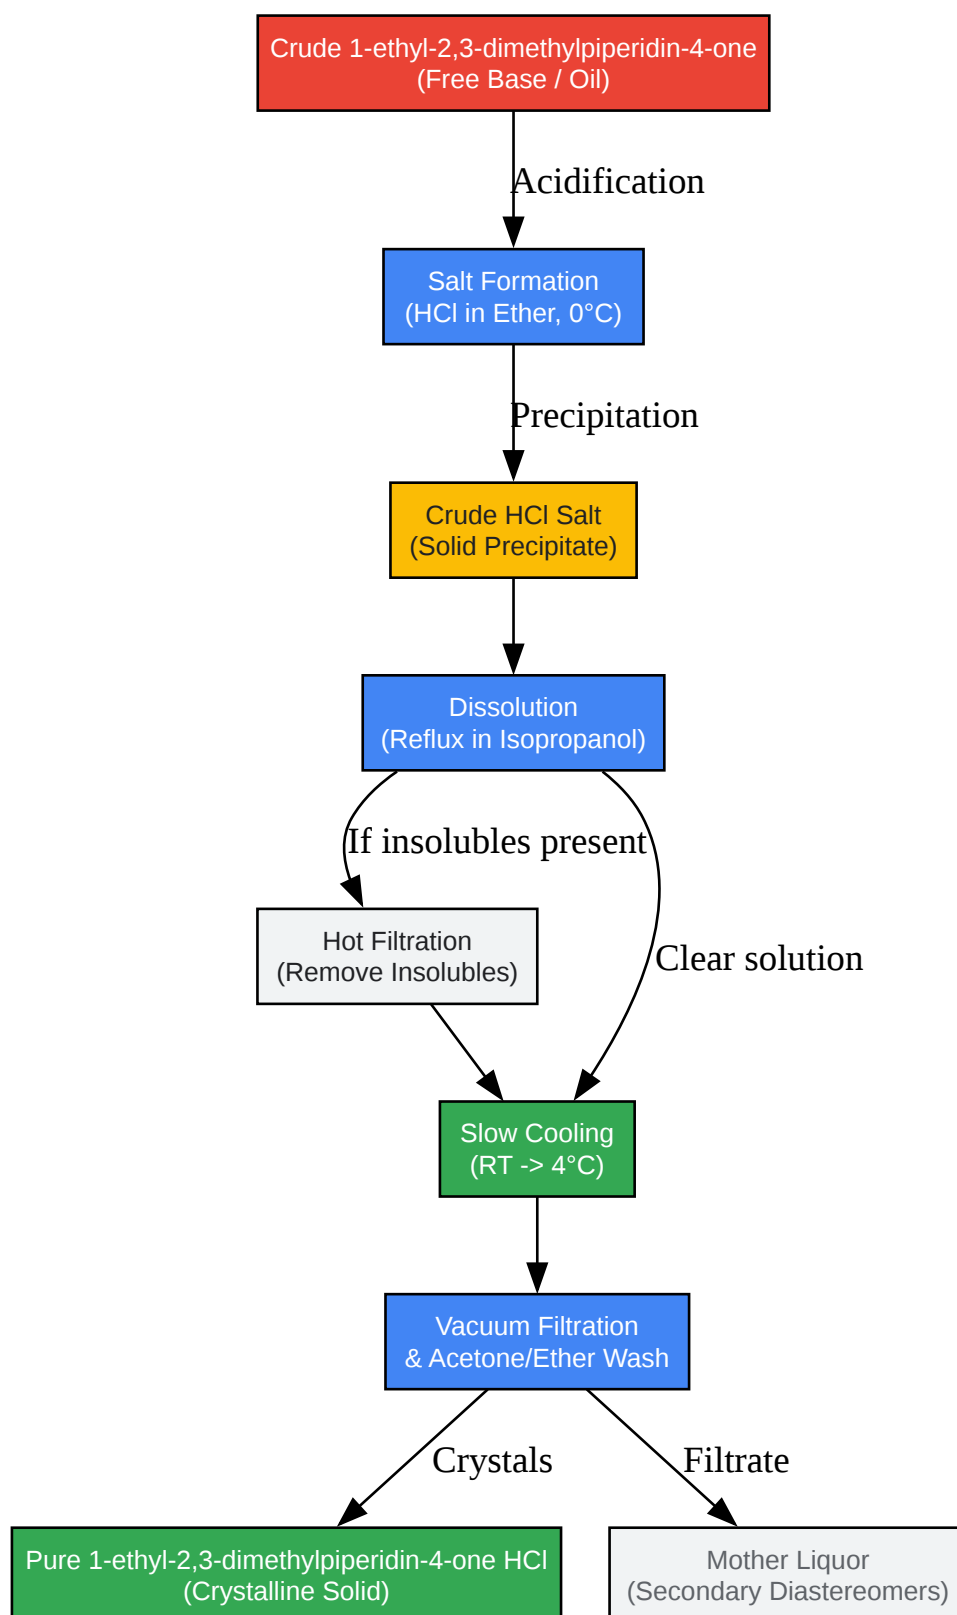 Crude 1-ethyl-2,3-dimethylpiperidin-4-one
(Free Base / Oil)
Acidification
Salt Formation
(HCl in Ether, 0°C)
Precipitation
Crude HCl Salt
(Solid Precipitate)
Dissolution
(Reflux in Isopropanol)
If insolubles present
Hot Filtration
(Remove Insolubles)
Clear solution
Slow Cooling
(RT -> 4°C)
Vacuum Filtration
& Acetone/Ether Wash
Crystals
Filtrate
Pure 1-ethyl-2,3-dimethylpiperidin-4-one HCl
(Crystalline Solid)
Mother Liquor
(Secondary Diastereomers)